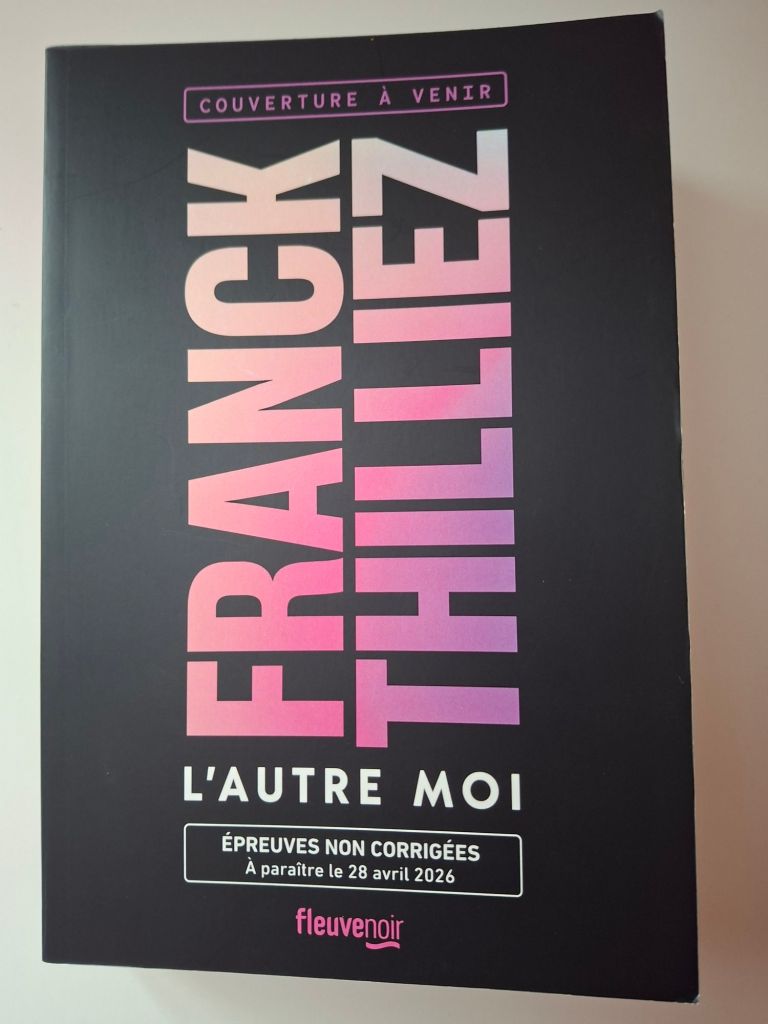 COUVERTURE À VENIR
FRANCK
THILLIEZ
L'AUTRE MOI
ÉPREUVES NON CORRIGÉES
À paraître le 28 avril 2026
fleuvenoir